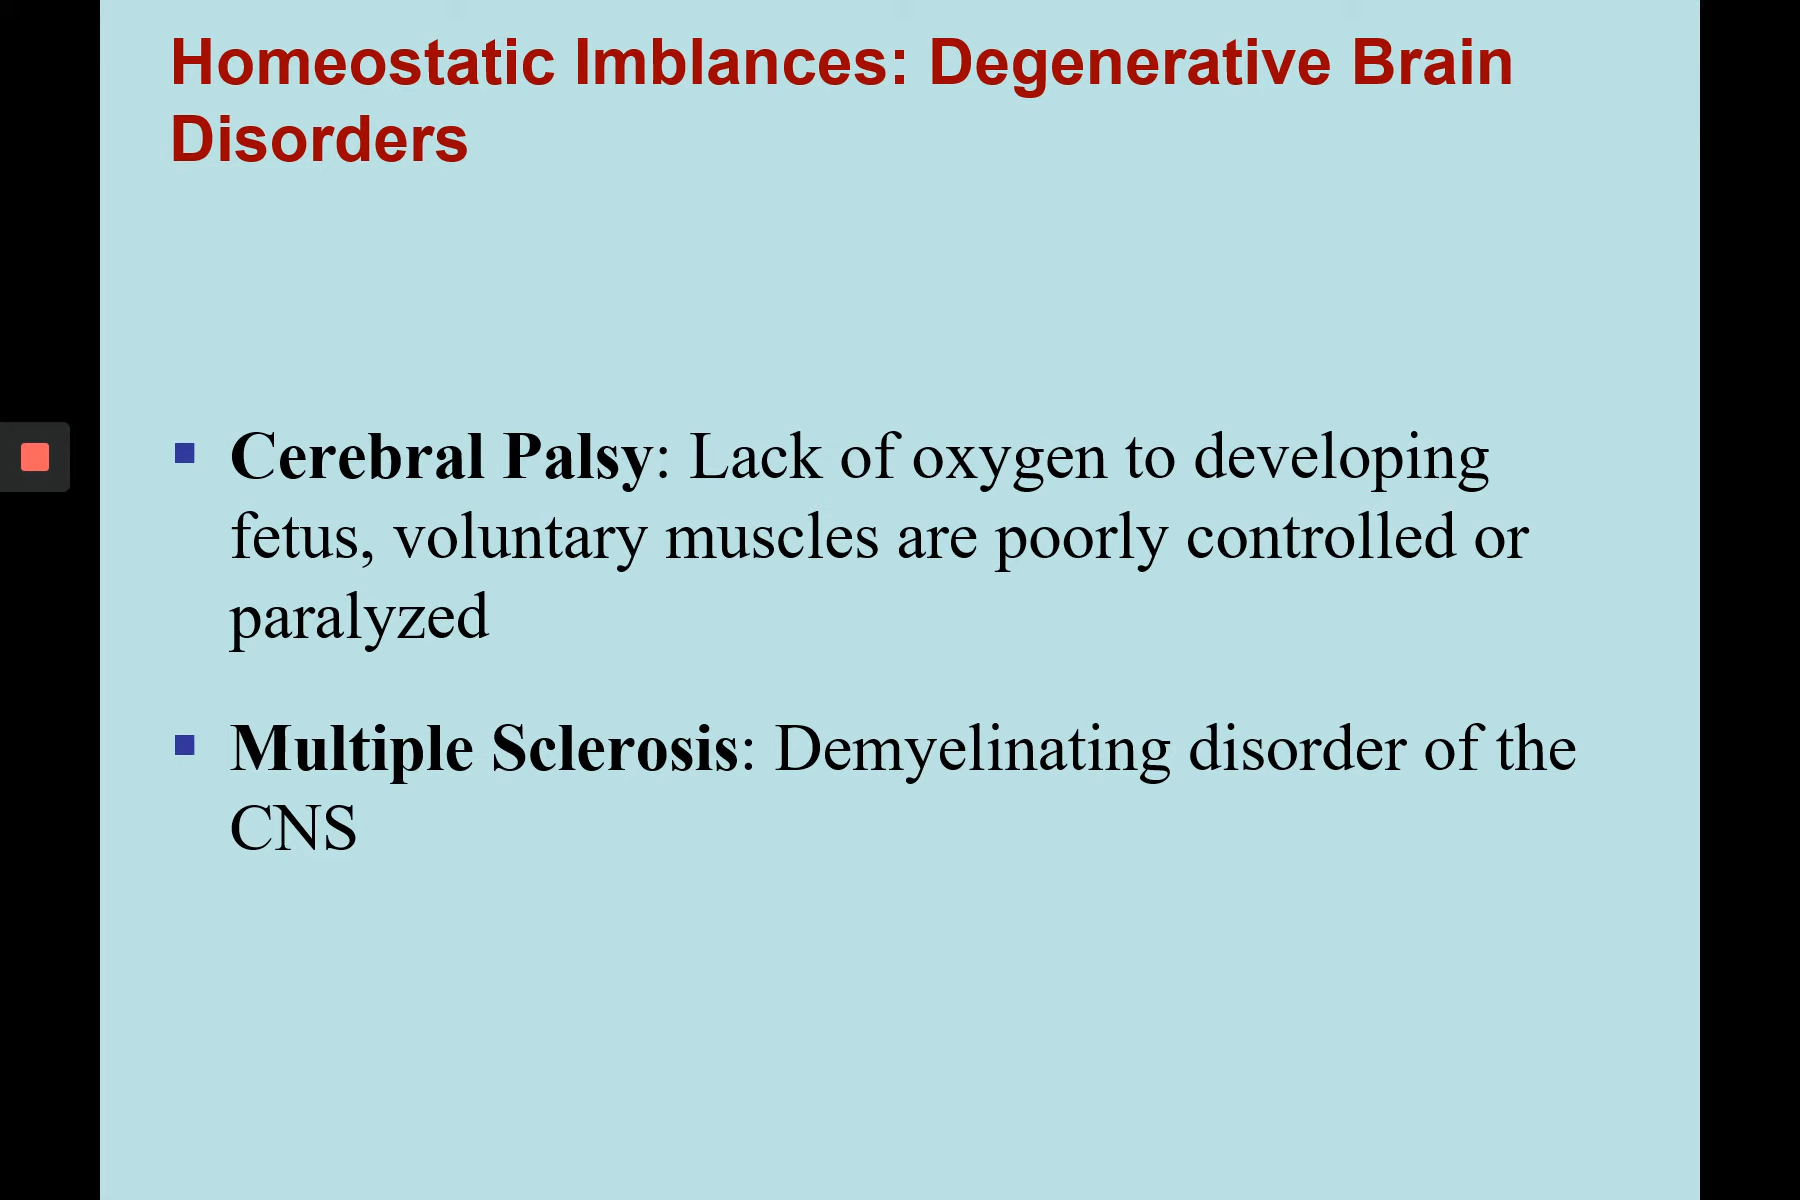 Homeostatic Imblances: Degenerative Brain
Disorders
Cerebral Palsy: Lack of oxygen to developing
fetus, voluntary muscles are poorly controlled or
paralyzed
Multiple Sclerosis: Demyelinating disorder of the
CNS